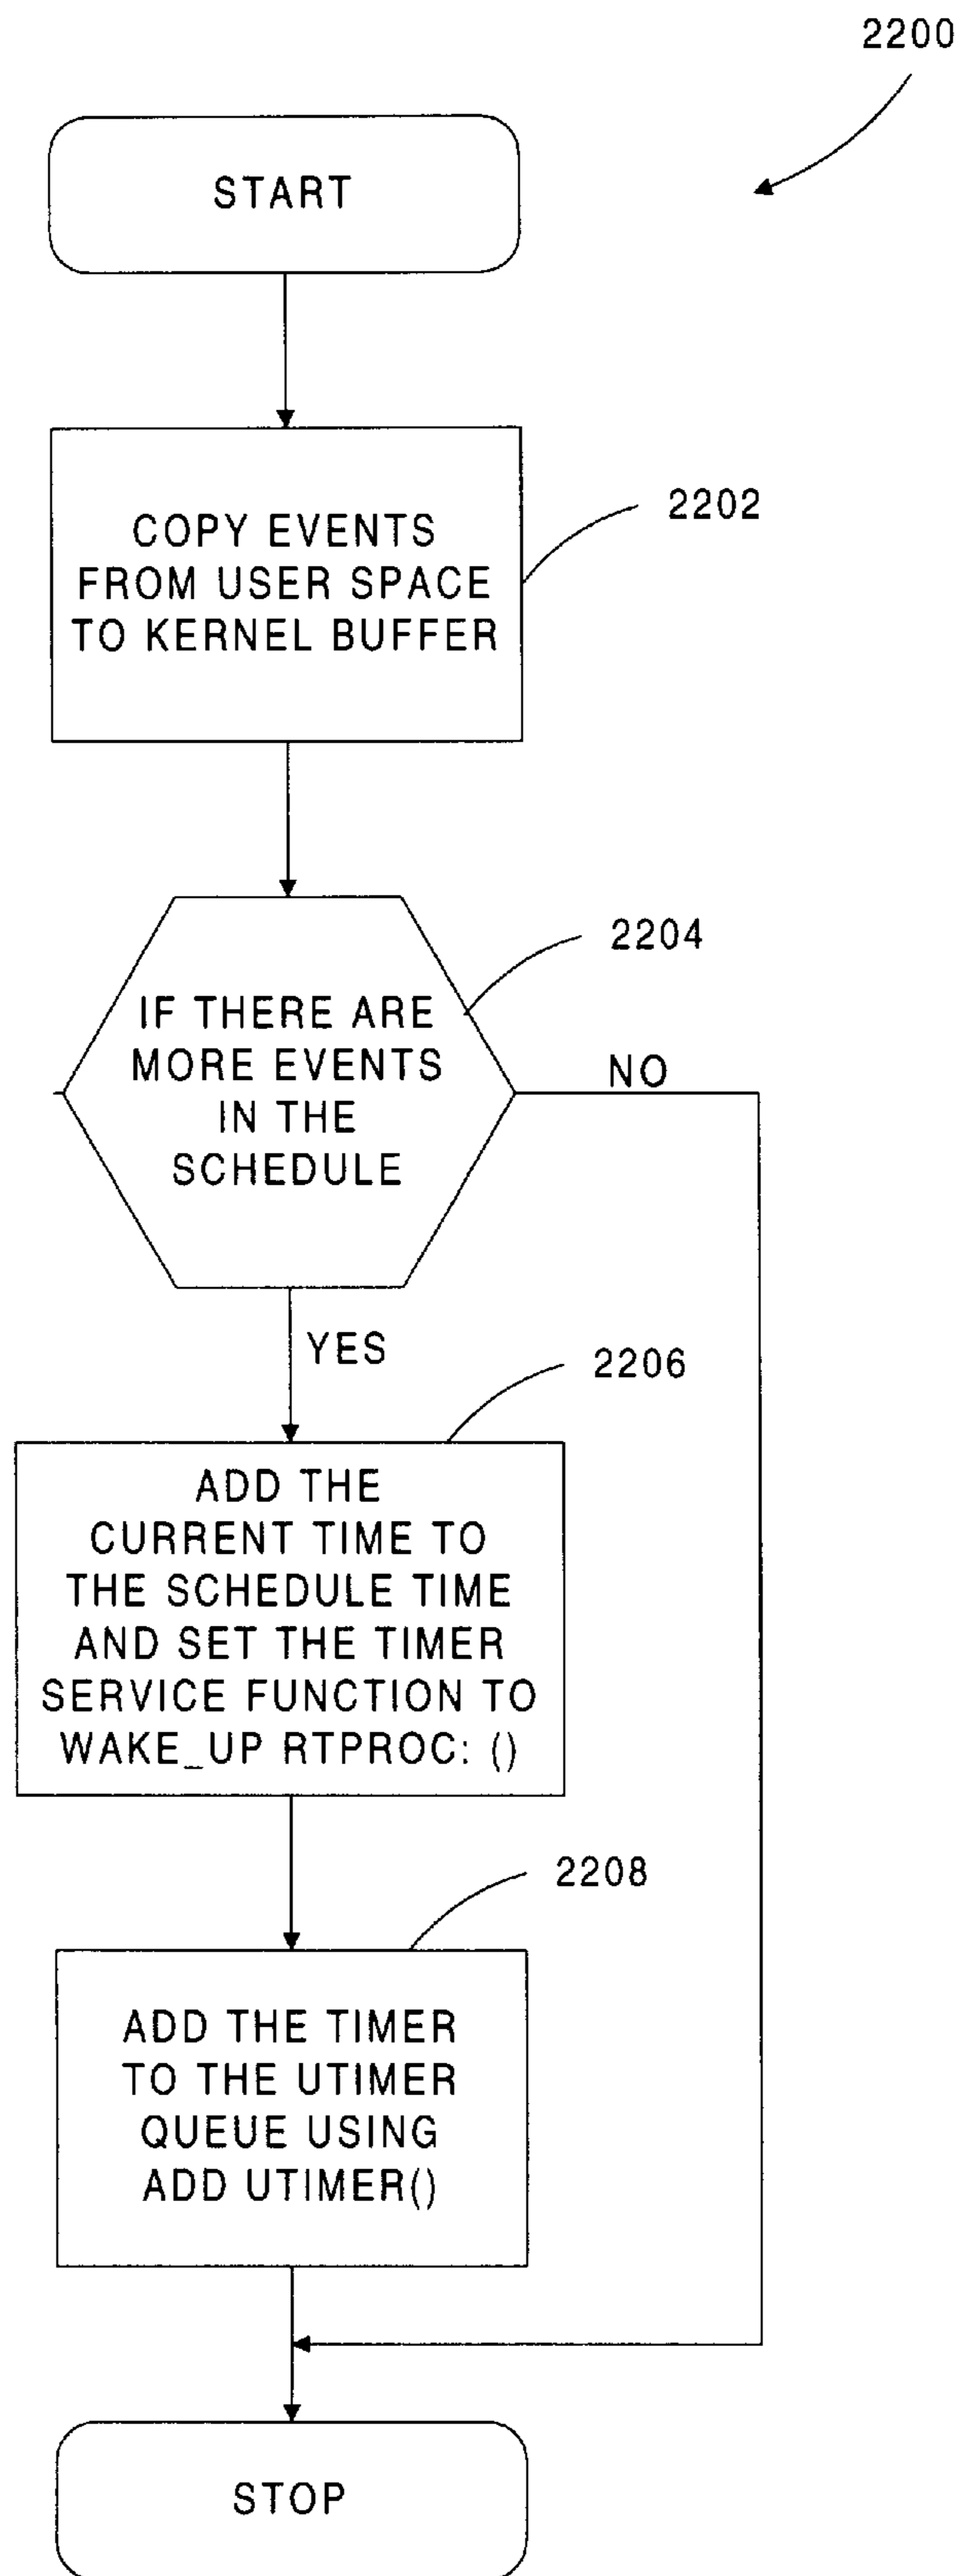 2200
START
COPY EVENTS
FROM USER SPACE
TO KERNEL BUFFER
2202
IF THERE ARE
MORE EVENTS
IN THE
SCHEDULE
2204
NO
YES
2206
ADD THE
CURRENT TIME TO
THE SCHEDULE TIME
AND SET THE TIMER
SERVICE FUNCTION TO
WAKE_UP RTPROC: ()
2208
ADD THE TIMER
TO THE UTIMER
QUEUE USING
ADD UTIMER()
STOP